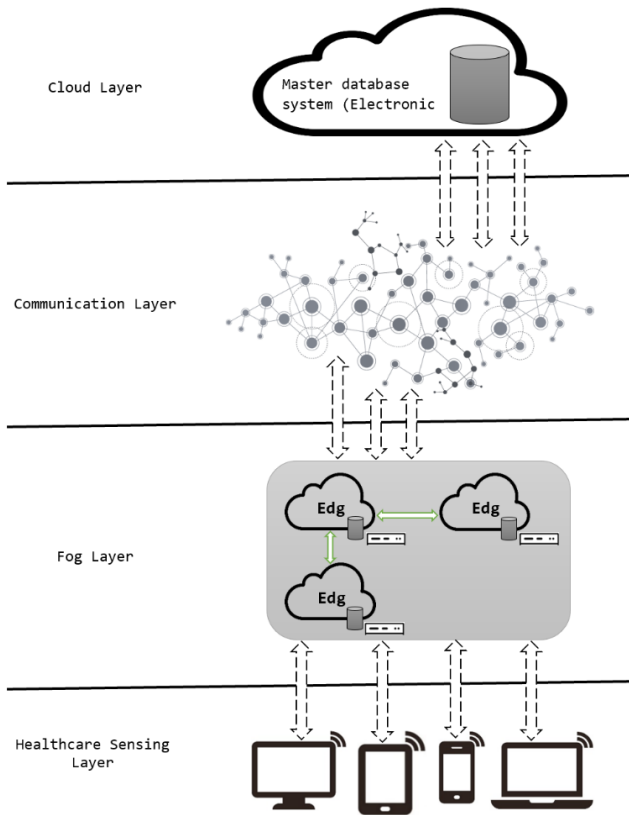 Cloud Layer
Master database
system (Electronic
Communication Layer
Fog Layer
Edg
Edg
Edg
Healthcare Sensing
Layer